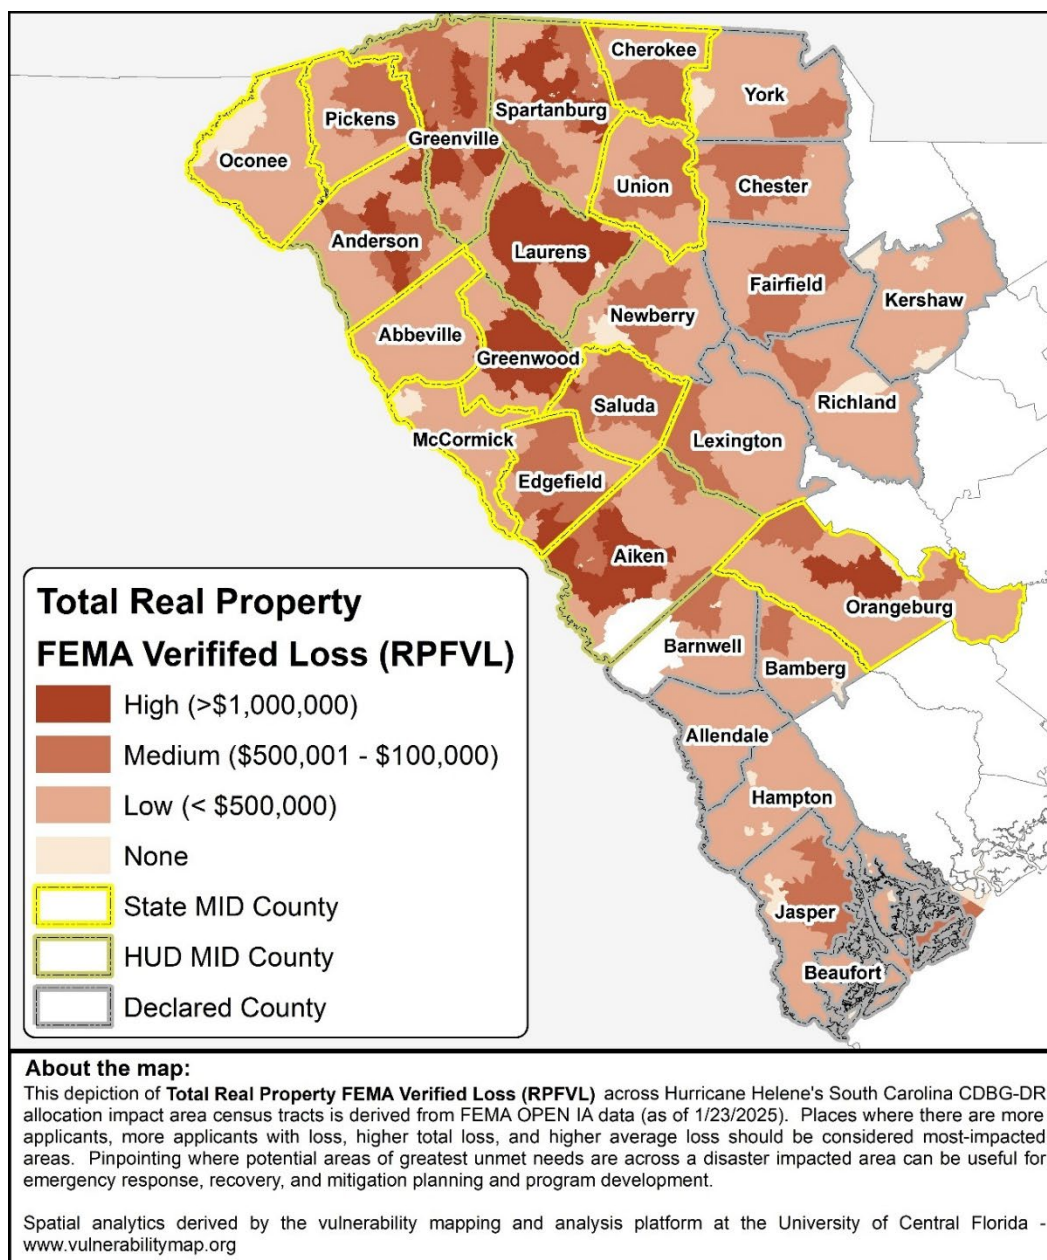 Cherokee
York
Spartanburg
Pickens
Greenville
Oconee
Union
Chester
Anderson
Laurens
Fairfield
Kershaw
Newberry
Abbeville
Greenwood
Saluda
Richland
McCormick
Lexington
Edgefield
Aiken
Orangeburg
Barnwell
Bamberg
Allendale
Hampton
Jasper
Beaufort
Total Real Property
FEMA Verififed Loss (RPFVL)
High (>$1,000,000)
Medium ($500,001 - $100,000)
Low (< $500,000)
None
State MID County
HUD MID County
Declared County
About the map:
This depiction of Total Real Property FEMA Verified Loss (RPFVL) across Hurricane Helene's South Carolina CDBG-DR
allocation impact area census tracts is derived from FEMA OPEN IA data (as of 1/23/2025). Places where there are more
applicants, more applicants with loss, higher total loss, and higher average loss should be considered most-impacted
areas. Pinpointing where potential areas of greatest unmet needs are across a disaster impacted area can be useful for
emergency response, recovery, and mitigation planning and program development.
Spatial analytics derived by the vulnerability mapping and analysis platform at the University of Central Florida -
www.vulnerabilitymap.org